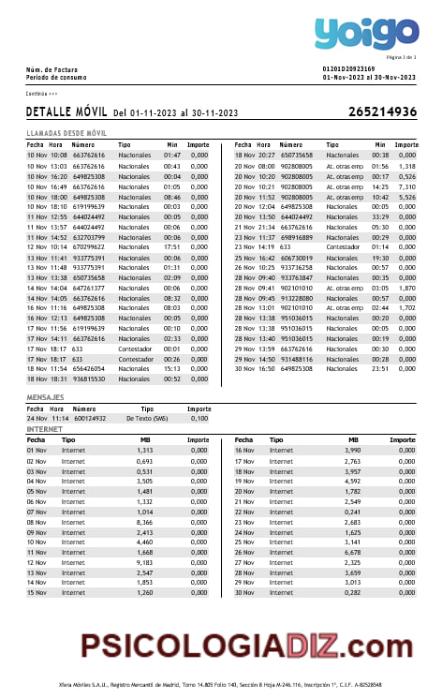 yoigo
Página 3 de 3
Núm. de Factura 01201D20923169
Período de consumo 01-Nov-2023 al 30-Nov-2023
Continúa >>>
DETALLE MÓVIL Del 01-11-2023 al 30-11-2023 265214936
LLAMADAS DESDE MÓVIL
Fecha Hora Número Tipo Min Importe Fecha Hora Número Tipo Min Importe
10 Nov 10:08 663762616 Nacionales 01:47 0,000 18 Nov 20:27 650735658 Nacionales 00:38 0,000
10 Nov 13:03 663762616 Nacionales 00:43 0,000 20 Nov 08:00 902808005 At. otras emp 01:56 1,318
10 Nov 16:20 649825308 Nacionales 00:04 0,000 20 Nov 10:20 902808005 At. otras emp 00:17 0,526
10 Nov 16:49 663762616 Nacionales 01:05 0,000 20 Nov 10:21 902808005 At. otras emp 14:25 7,310
10 Nov 18:00 649825308 Nacionales 08:46 0,000 20 Nov 11:52 902808005 At. otras emp 10:42 5,526
10 Nov 18:10 619199639 Nacionales 00:03 0,000 20 Nov 12:04 649825308 Nacionales 00:05 0,000
11 Nov 12:55 644024492 Nacionales 00:05 0,000 20 Nov 13:50 644024492 Nacionales 33:29 0,000
11 Nov 13:57 644024492 Nacionales 00:06 0,000 21 Nov 21:34 663762616 Nacionales 05:30 0,000
11 Nov 14:52 632703799 Nacionales 00:06 0,000 23 Nov 11:37 698916889 Nacionales 00:29 0,000
12 Nov 10:14 670299622 Nacionales 17:51 0,000 23 Nov 14:19 633 Contestador 01:14 0,000
13 Nov 11:41 933775391 Nacionales 00:06 0,000 25 Nov 16:42 606730019 Nacionales 19:30 0,000
13 Nov 11:48 933775391 Nacionales 01:31 0,000 26 Nov 10:25 933736258 Nacionales 00:57 0,000
13 Nov 13:38 650735658 Nacionales 00:08 0,000 28 Nov 09:40 902101010 Nacionales 00:35 0,000
14 Nov 14:04 647261377 Nacionales 00:06 0,000 28 Nov 09:41 902101010 At. otras emp 03:05 1,870
14 Nov 14:05 663762616 Nacionales 08:32 0,000 28 Nov 09:45 913228080 Nacionales 00:57 0,000
16 Nov 11:16 649825308 Nacionales 08:03 0,000 28 Nov 13:01 902101010 At. otras emp 02:44 1,702
16 Nov 12:13 649825308 Nacionales 00:05 0,000 28 Nov 13:38 951036015 Nacionales 00:20 0,000
17 Nov 11:56 619199639 Nacionales 00:10 0,000 28 Nov 13:38 951036015 Nacionales 00:05 0,000
17 Nov 14:11 663762616 Nacionales 02:33 0,000 28 Nov 13:40 951036015 Nacionales 00:19 0,000
17 Nov 18:17 633 Contestador 00:01 0,000 29 Nov 13:59 663762616 Nacionales 00:30 0,000
17 Nov 18:17 633 Contestador 00:26 0,000 29 Nov 14:50 931488116 Nacionales 00:28 0,000
18 Nov 11:54 656426054 Nacionales 15:13 0,000 30 Nov 16:50 649825308 Nacionales 23:51 0,000
18 Nov 18:31 936815530 Nacionales 00:52 0,000
MENSAJES
Fecha Hora Número Tipo Importe
24 Nov 11:14 600124932 De Texto (SMS) 0,100
INTERNET
Fecha Tipo MB Importe Fecha Tipo MB Importe
01 Nov Internet 1,313 0,000 16 Nov Internet 3,990 0,000
02 Nov Internet 0,693 0,000 17 Nov Internet 2,763 0,000
03 Nov Internet 0,531 0,000 18 Nov Internet 3,957 0,000
04 Nov Internet 3,505 0,000 19 Nov Internet 4,592 0,000
05 Nov Internet 1,481 0,000 20 Nov Internet 1,782 0,000
06 Nov Internet 1,332 0,000 21 Nov Internet 2,549 0,000
07 Nov Internet 1,014 0,000 22 Nov Internet 0,241 0,000
08 Nov Internet 8,366 0,000 23 Nov Internet 2,683 0,000
09 Nov Internet 2,413 0,000 24 Nov Internet 1,625 0,000
10 Nov Internet 4,460 0,000 25 Nov Internet 3,141 0,000
11 Nov Internet 1,668 0,000 26 Nov Internet 6,678 0,000
12 Nov Internet 9,183 0,000 27 Nov Internet 2,325 0,000
13 Nov Internet 2,547 0,000 28 Nov Internet 3,659 0,000
14 Nov Internet 1,853 0,000 29 Nov Internet 3,013 0,000
15 Nov Internet 1,260 0,000 30 Nov Internet 0,282 0,000
PSICOLOGIADIZ.com
Xfera Móviles S.A.U., Registro Mercantil de Madrid, Tomo 14.805 Folio 140, Sección 8 Hoja M-246.116, Inscripción 1ª, C.I.F. A-82528548